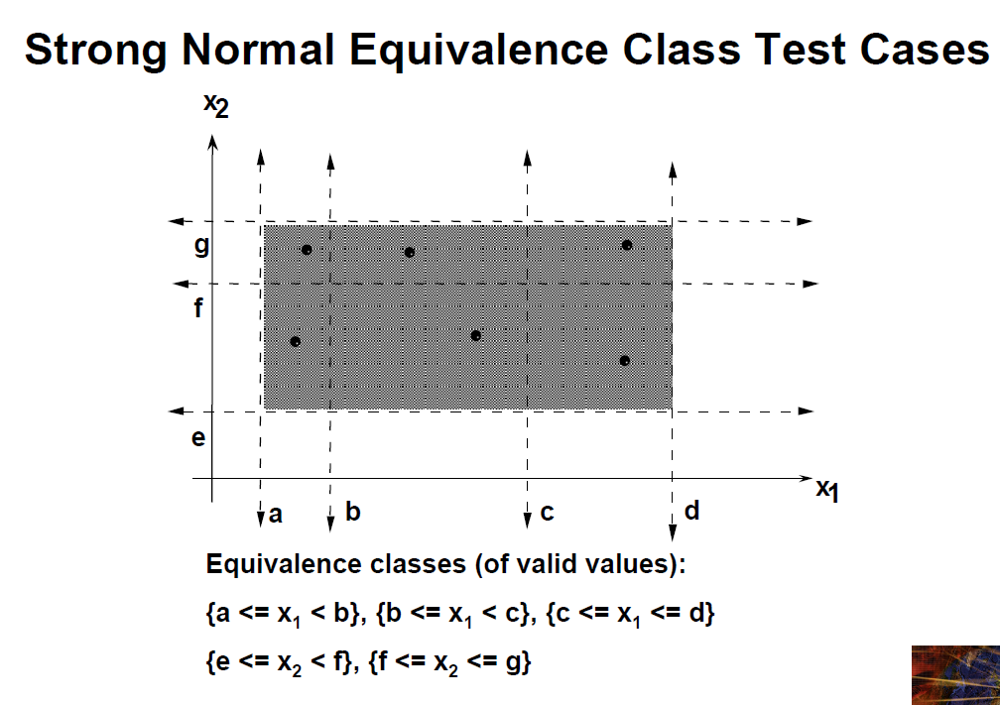 Strong Normal Equivalence Class Test Cases
x2
g
f
e
x1
a b c d
Equivalence classes (of valid values):
{a <= x1 < b}, {b <= x1 < c}, {c <= x1 <= d}
{e <= x2 < f}, {f <= x2 <= g}